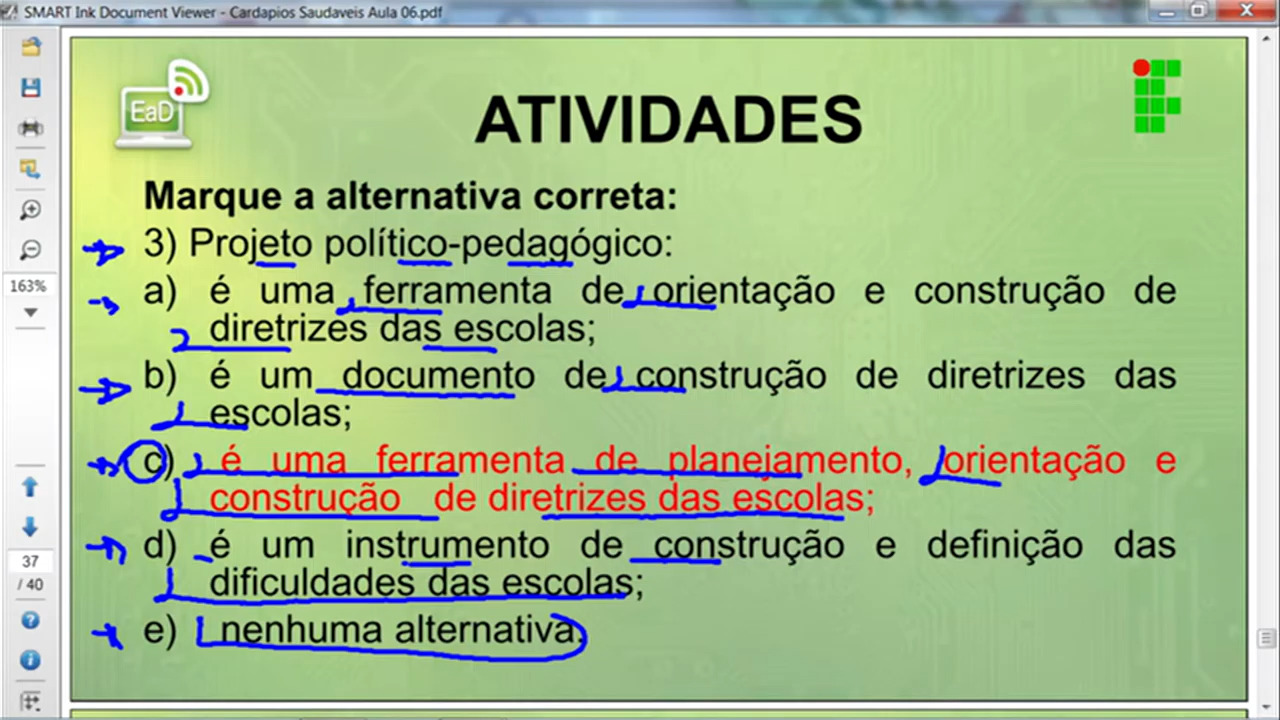 SMART Ink Document Viewer - Cardapios Saudaveis Aula 06.pdf
EaD
ATIVIDADES
Marque a alternativa correta:
3) Projeto político-pedagógico:
a) é uma ferramenta de orientação e construção de
diretrizes das escolas;
b) é um documento de construção de diretrizes das
escolas;
c) é uma ferramenta de planejamento, orientação e
construção de diretrizes das escolas;
d) é um instrumento de construção e definição das
dificuldades das escolas;
e) nenhuma alternativa.
163%
37
/ 40